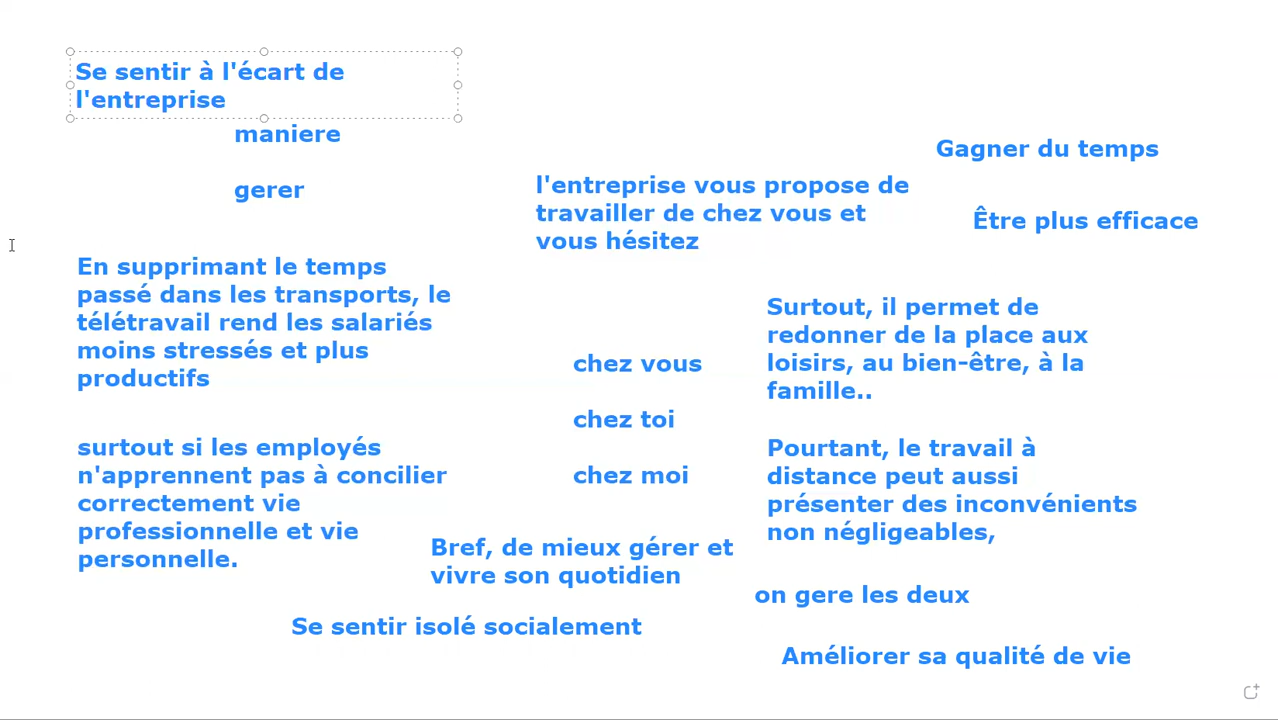 Se sentir à l'écart de
l'entreprise
maniere
gerer
Gagner du temps
l'entreprise vous propose de
travailler de chez vous et
vous hésitez
Être plus efficace
En supprimant le temps
passé dans les transports, le
télétravail rend les salariés
moins stressés et plus
productifs
Surtout, il permet de
redonner de la place aux
loisirs, au bien-être, à la
famille..
chez vous
chez toi
chez moi
surtout si les employés
n'apprennent pas à concilier
correctement vie
professionnelle et vie
personnelle.
Pourtant, le travail à
distance peut aussi
présenter des inconvénients
non négligeables,
Bref, de mieux gérer et
vivre son quotidien
on gere les deux
Se sentir isolé socialement
Améliorer sa qualité de vie